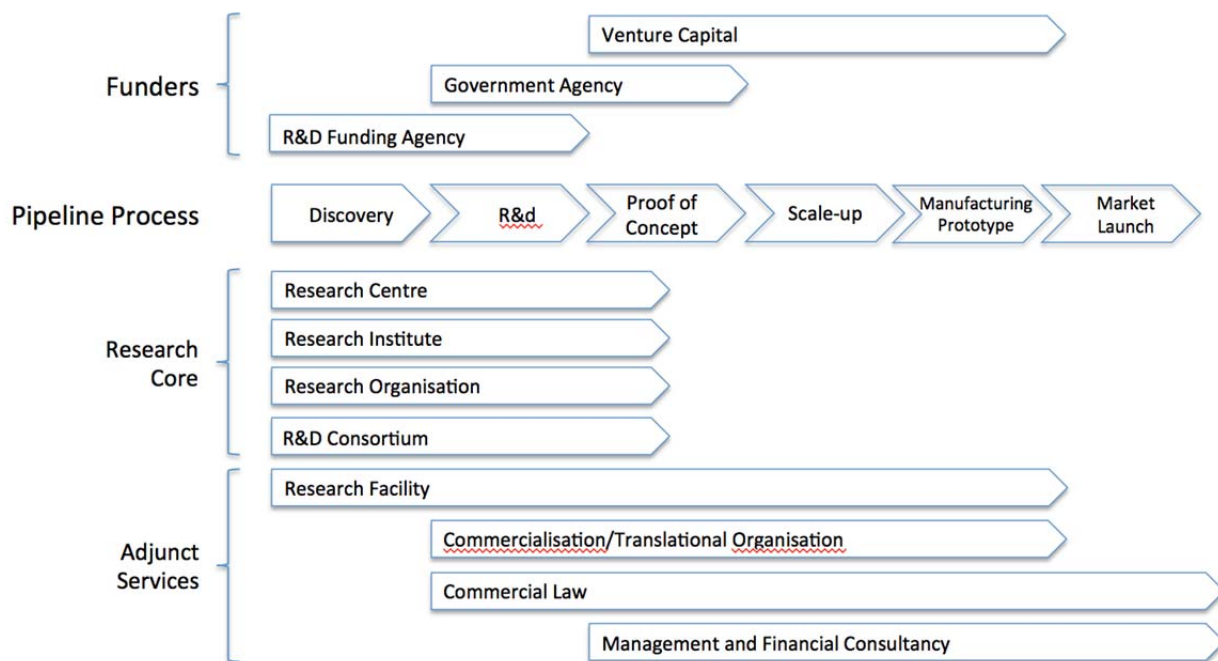 Venture Capital
Funders
Government Agency
R&D Funding Agency
Pipeline Process
Discovery
R&d
Proof of
Concept
Scale-up
Manufacturing
Prototype
Market
Launch
Research
Core
Research Centre
Research Institute
Research Organisation
R&D Consortium
Adjunct
Services
Research Facility
Commercialisation/Translational Organisation
Commercial Law
Management and Financial Consultancy